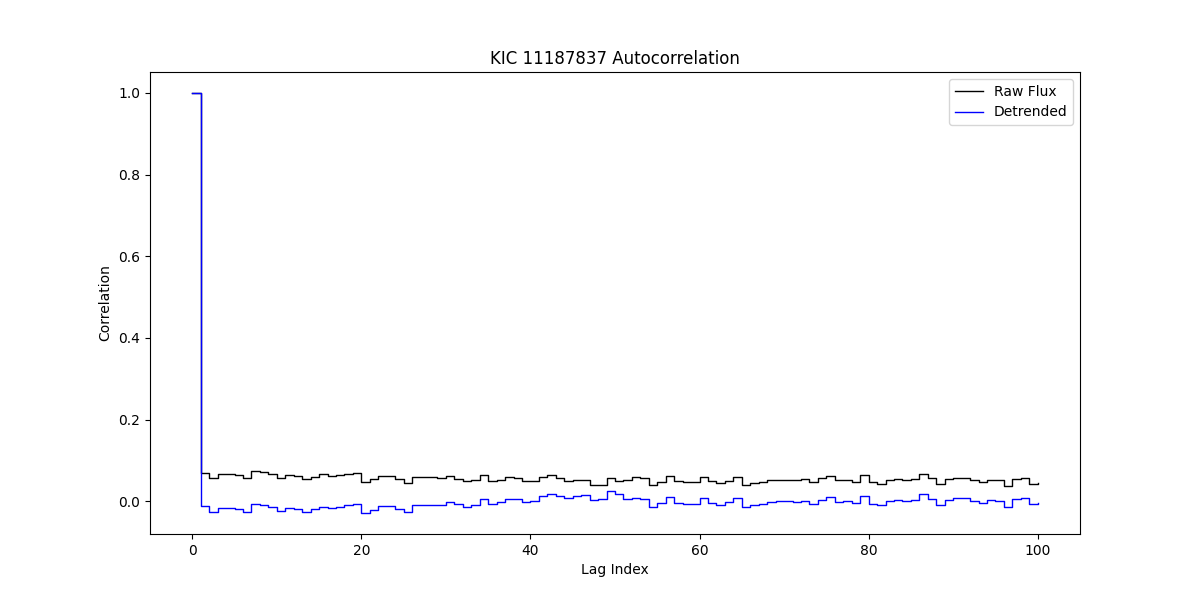 KIC 11187837 Autocorrelation
Raw Flux
Detrended
1.0
0.8
0.6
0.4
0.2
0.0
Correlation
0 20 40 60 80 100
Lag Index